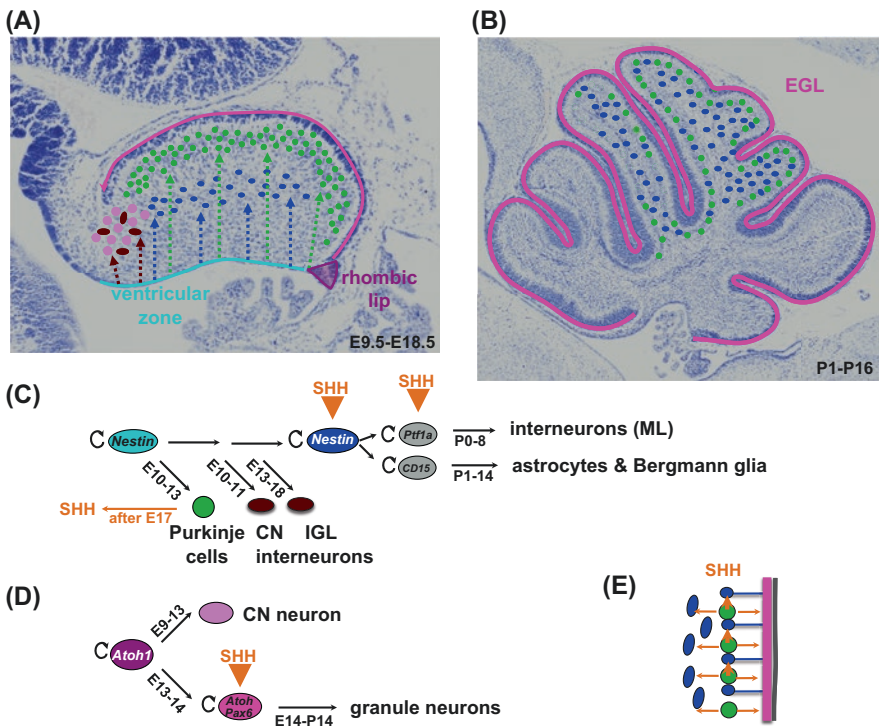 (A)
ventricular
zone
rhombic
lip
E9.5-E18.5
(B)
EGL
P1-P16
(C)
SHH
SHH
Nestin
Nestin
Ptf1a
P0-8
interneurons (ML)
CD15
P1-14
astrocytes & Bergmann glia
E10-13
E10-11
E13-18
SHH
after E17
Purkinje
cells
CN
IGL
interneurons
(D)
Atoh1
E9-13
CN neuron
E13-14
SHH
Atoh
Pax6
E14-P14
granule neurons
(E)
SHH